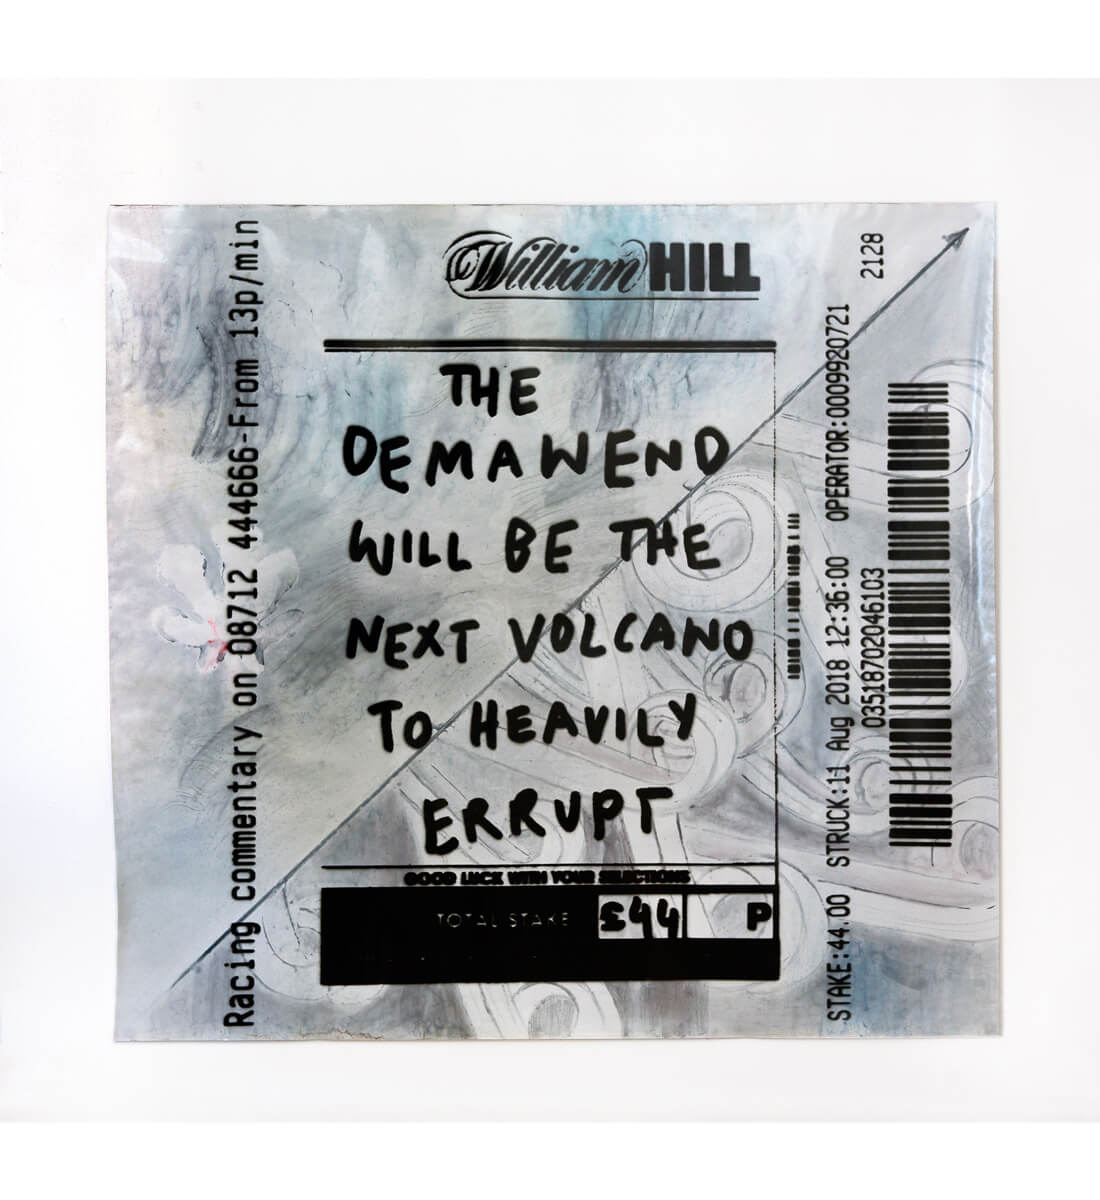 William HILL
THE
DEMAWEND
WILL BE THE
NEXT VOLCANO
TO HEAVILY
ERRUPT
GOOD LUCK WITH YOUR SELECTIONS
TOTAL STAKE £44 P
Racing commentary on 08712 444666-From 13p/min
STAKE:44.00 STRUCK:11 Aug 2018 12:36:00 OPERATOR:0009920721 2128
03518702046103